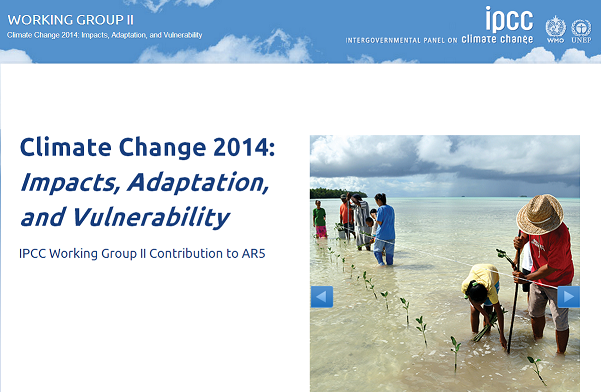 WORKING GROUP II
Climate Change 2014: Impacts, Adaptation, and Vulnerability
ipcc
INTERGOVERNMENTAL PANEL ON climate change
WMO
UNEP
Climate Change 2014:
Impacts, Adaptation,
and Vulnerability
IPCC Working Group II Contribution to AR5